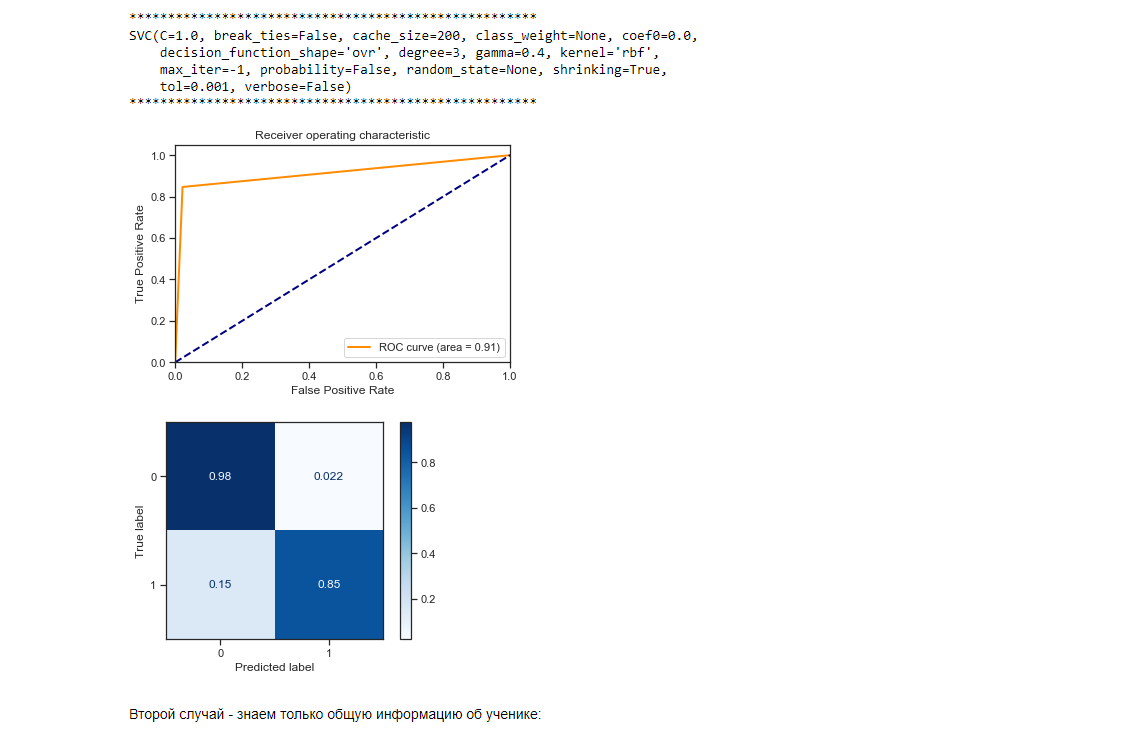 ****************************************************
SVC(C=1.0, break_ties=False, cache_size=200, class_weight=None, coef0=0.0,
    decision_function_shape='ovr', degree=3, gamma=0.4, kernel='rbf',
    max_iter=-1, probability=False, random_state=None, shrinking=True,
    tol=0.001, verbose=False)
****************************************************
Receiver operating characteristic
1.0
0.8
0.6
0.4
0.2
0.0
True Positive Rate
ROC curve (area = 0.91)
0.0 0.2 0.4 0.6 0.8 1.0
False Positive Rate
0.98 0.022
0.15 0.85
0
1
True label
0 1
Predicted label
0.8
0.6
0.4
0.2
Второй случай - знаем только общую информацию об ученике: